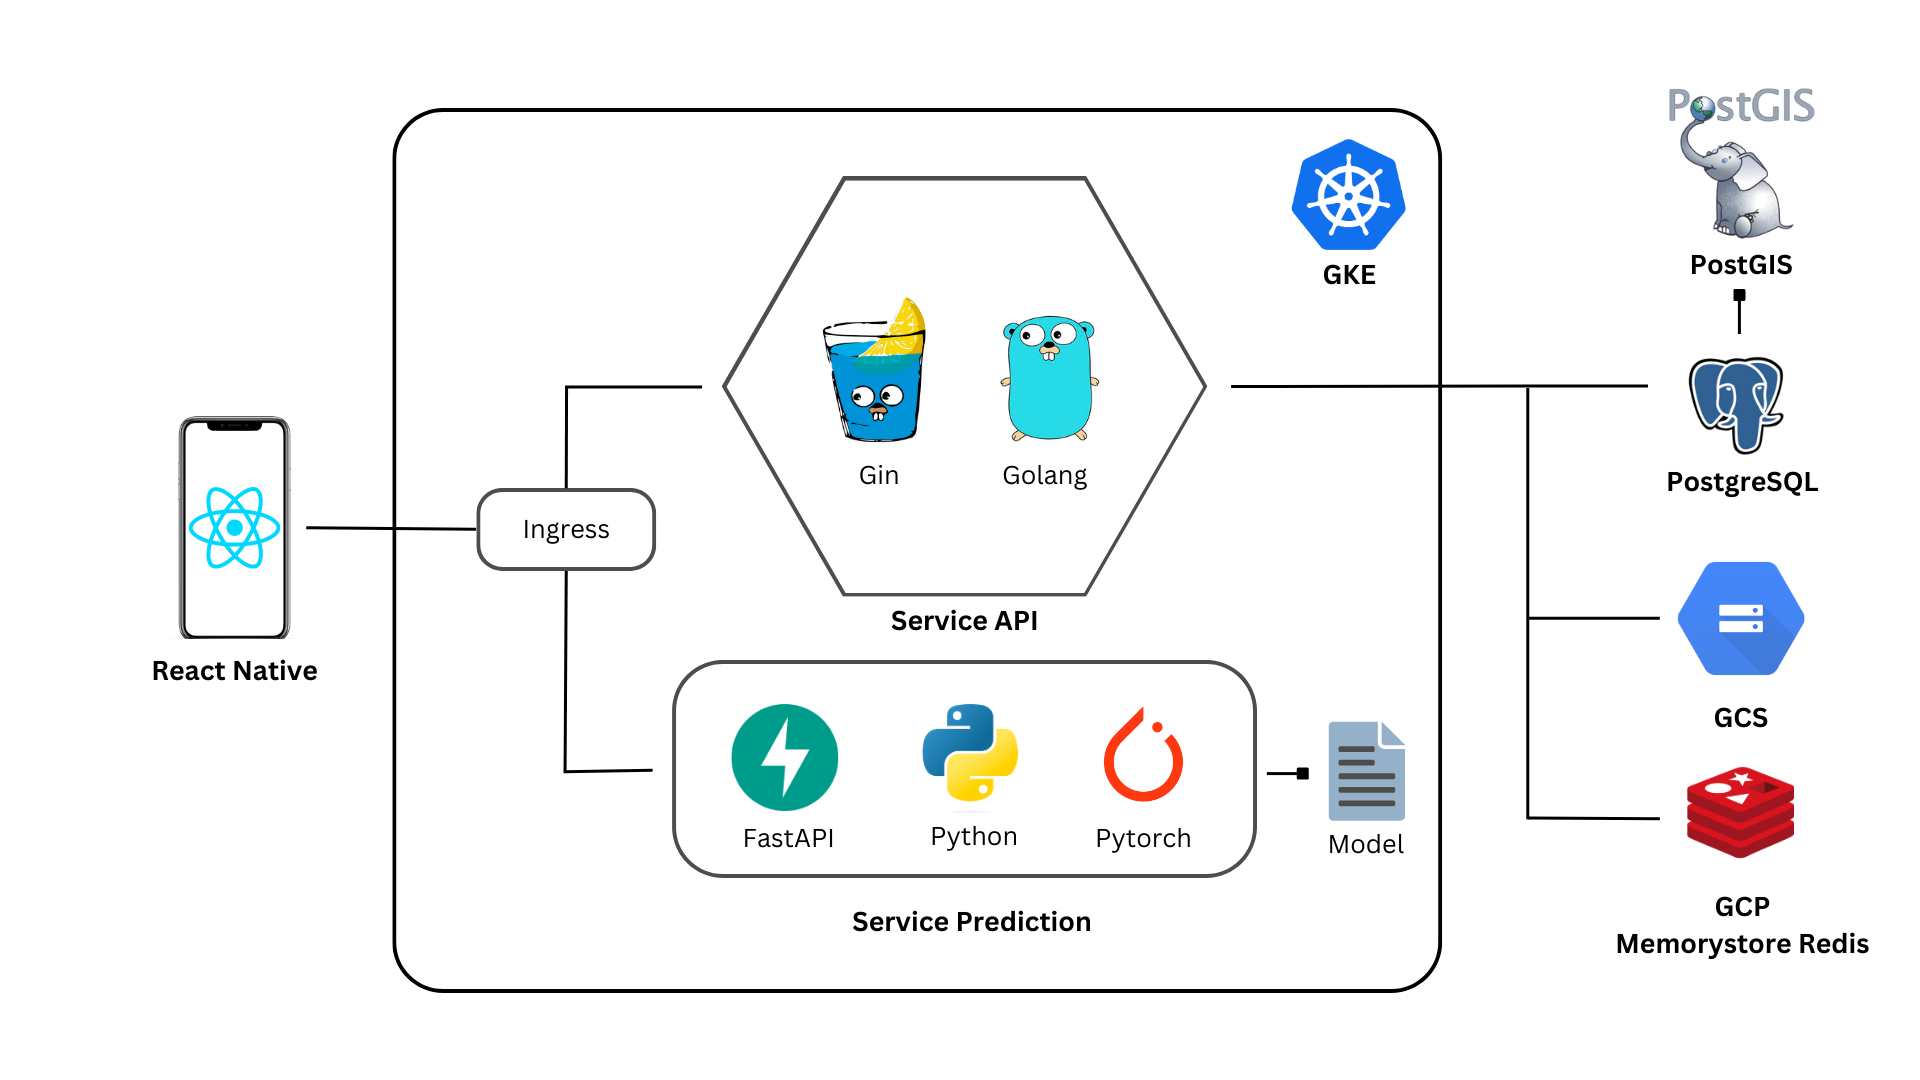 PostGIS
PostGIS
GKE
Gin
Golang
PostgreSQL
Ingress
Service API
React Native
GCS
FastAPI
Python
Pytorch
Model
Service Prediction
GCP
Memorystore Redis